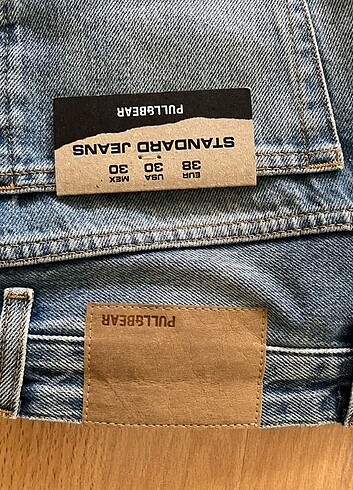 PULL&BEAR
STANDARD JEANS
EUR USA MEX
38 30 30
PULL&BEAR